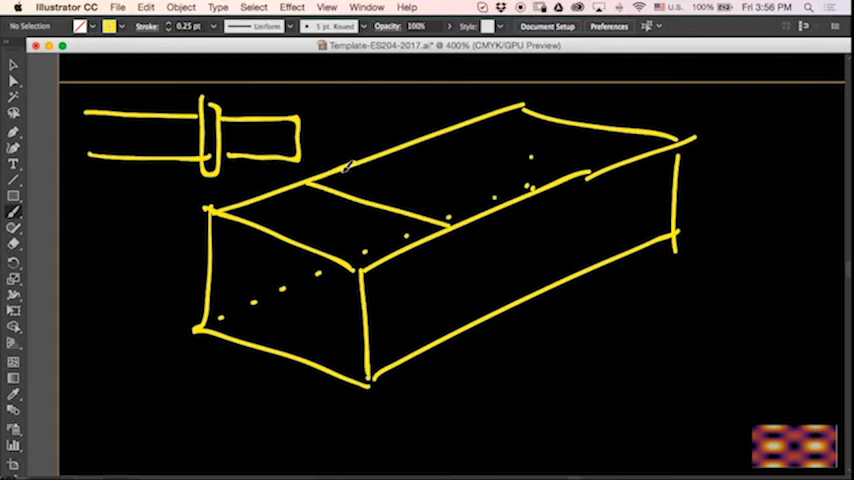 Illustrator CC File Edit Object Type Select Effect View Window Help U.S. 100% Fri 3:56 PM
No Selection Stroke: 0.25 pt Uniform 5 pt. Round Opacity: 100% Style: Document Setup Preferences
Template-ES204-2017.ai* @ 400% (CMYK/GPU Preview)